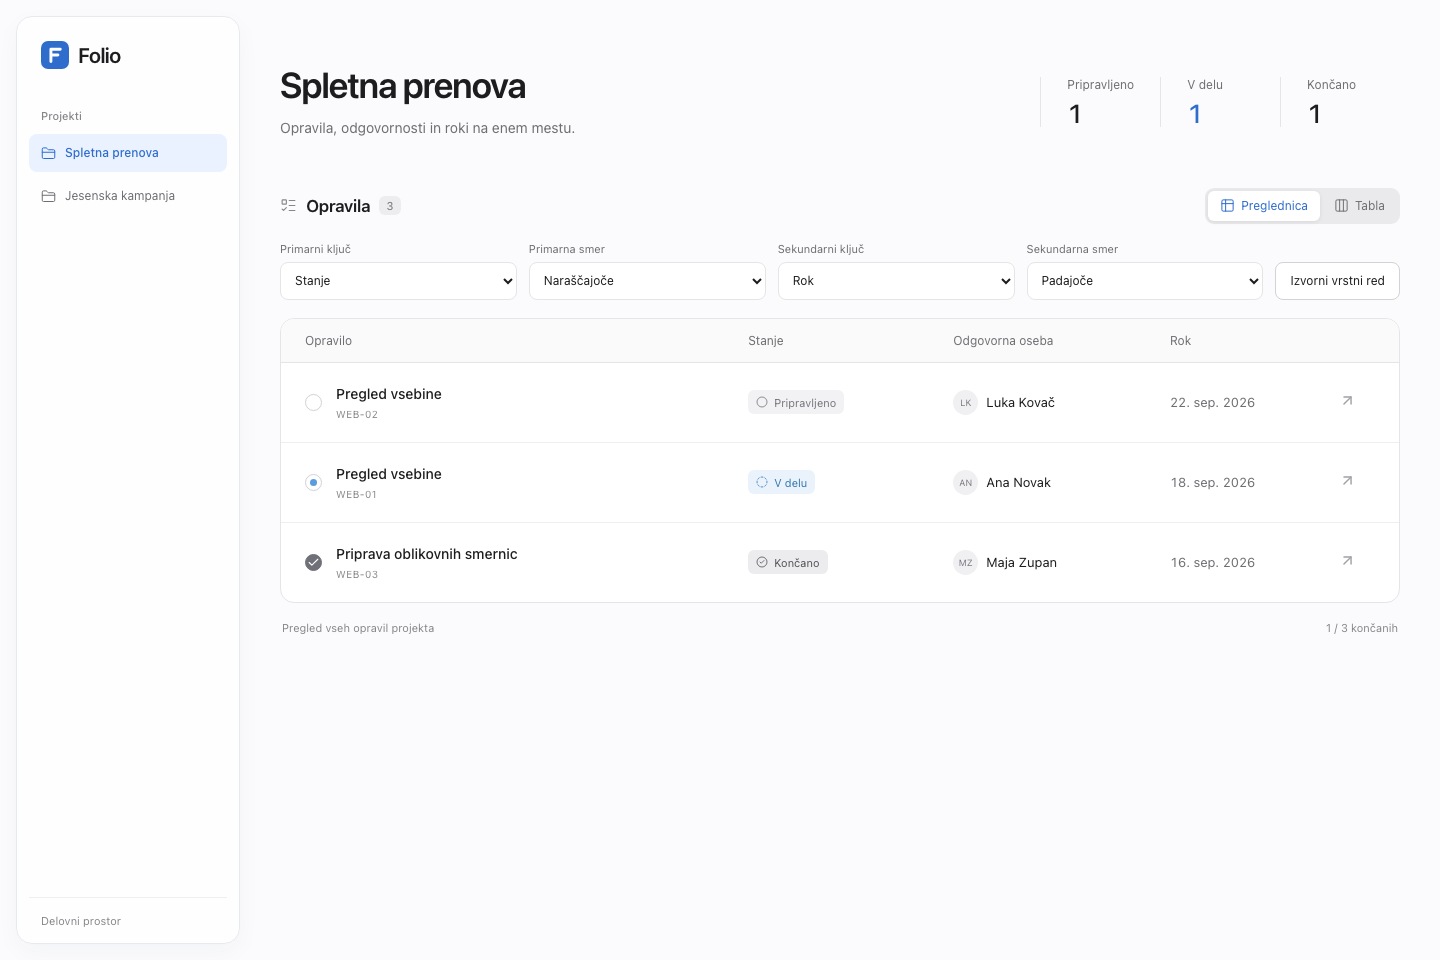 Folio
Projekti
Spletna prenova
Jesenska kampanja
Delovni prostor
Spletna prenova
Opravila, odgovornosti in roki na enem mestu.
Pripravljeno
1
V delu
1
Končano
1
Opravila 3
Preglednica
Tabla
Primarni ključ
Stanje
Primarna smer
Naraščajoče
Sekundarni ključ
Rok
Sekundarna smer
Padajoče
Izvorni vrstni red
Opravilo Stanje Odgovorna oseba Rok
Pregled vsebine
WEB-02
Pripravljeno
LK Luka Kovač
22. sep. 2026
Pregled vsebine
WEB-01
V delu
AN Ana Novak
18. sep. 2026
Priprava oblikovnih smernic
WEB-03
Končano
MZ Maja Zupan
16. sep. 2026
Pregled vseh opravil projekta
1 / 3 končanih